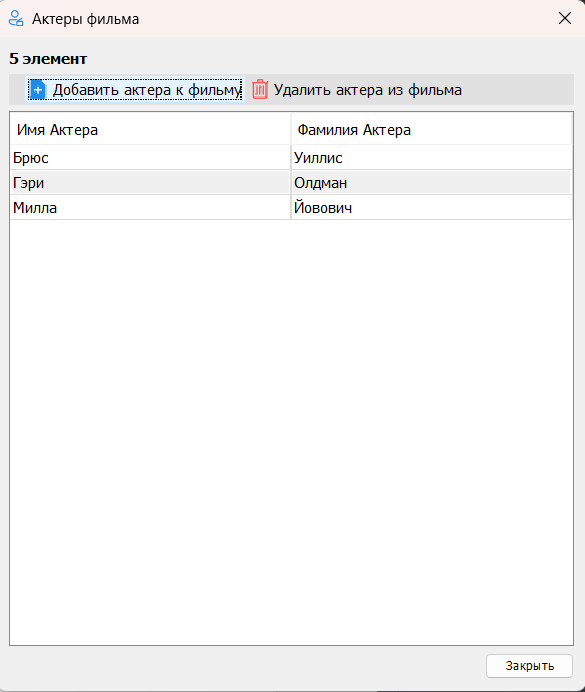 Актеры фильма
5 элемент
Добавить актера к фильму Удалить актера из фильма
Имя Актера Фамилия Актера
Брюс Уиллис
Гэри Олдман
Милла Йовович
Закрыть